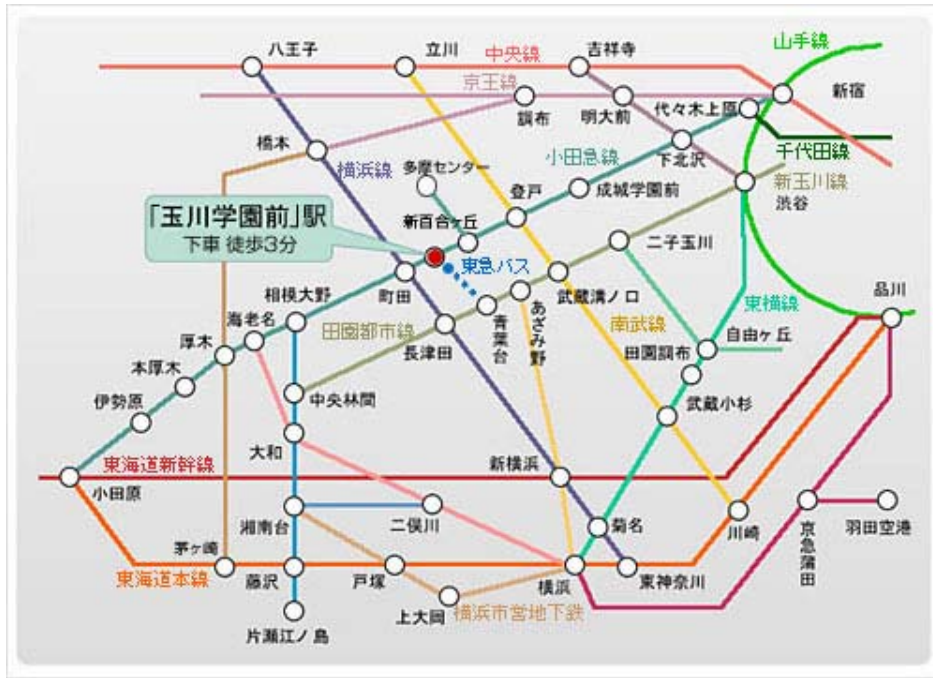 八王子
立川
中央線
吉祥寺
山手線
京王線
調布
明大前
代々木上原
新宿
橋本
横浜線
多摩センター
小田急線
下北沢
千代田線
新玉川線
渋谷
成城学園前
登戸
新百合ヶ丘
「玉川学園前」駅
下車 徒歩3分
東急バス
二子玉川
相模大野
町田
武蔵溝ノ口
品川
海老名
田園都市線
青葉台
あざみ野
長津田
南武線
東横線
自由ヶ丘
厚木
田園調布
本厚木
伊勢原
中央林間
武蔵小杉
大和
東海道新幹線
新横浜
小田原
湘南台
二俣川
菊名
川崎
京急蒲田
羽田空港
茅ヶ崎
東海道本線
藤沢
戸塚
横浜
東神奈川
上大岡
横浜市営地下鉄
片瀬江ノ島